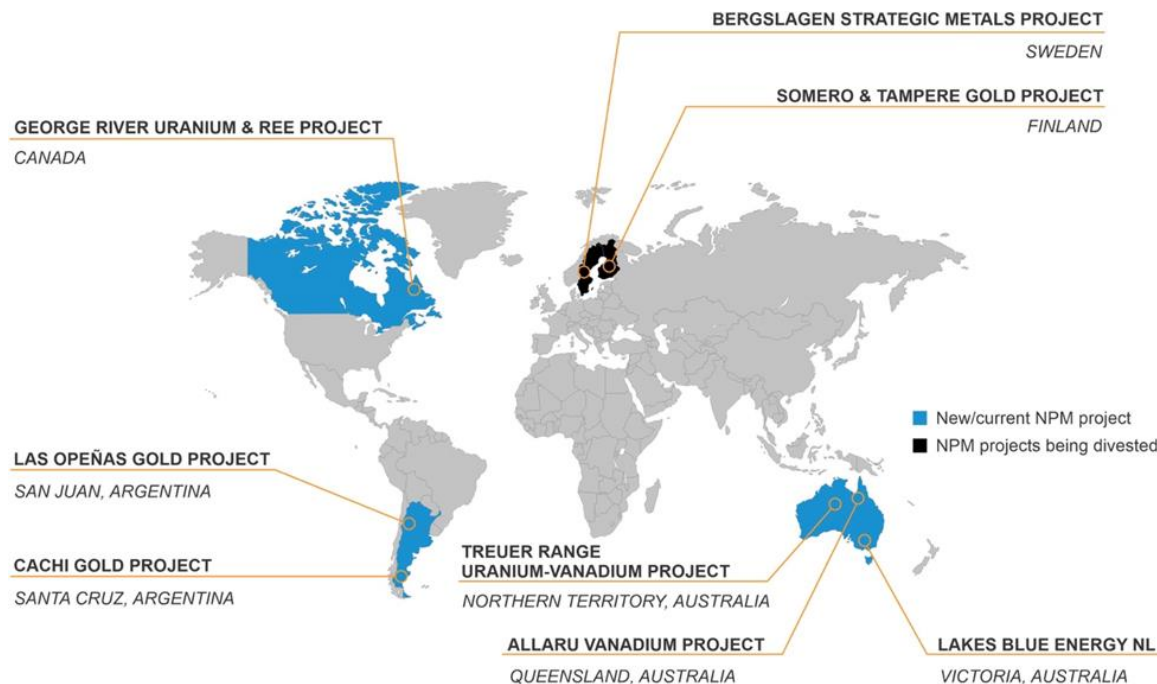 BERGSLAGEN STRATEGIC METALS PROJECT
SWEDEN
SOMERO & TAMPERE GOLD PROJECT
FINLAND
GEORGE RIVER URANIUM & REE PROJECT
CANADA
New/current NPM project
NPM projects being divested
LAS OPEÑAS GOLD PROJECT
SAN JUAN, ARGENTINA
CACHI GOLD PROJECT
SANTA CRUZ, ARGENTINA
TREUER RANGE
URANIUM-VANADIUM PROJECT
NORTHERN TERRITORY, AUSTRALIA
ALLARU VANADIUM PROJECT
QUEENSLAND, AUSTRALIA
LAKES BLUE ENERGY NL
VICTORIA, AUSTRALIA